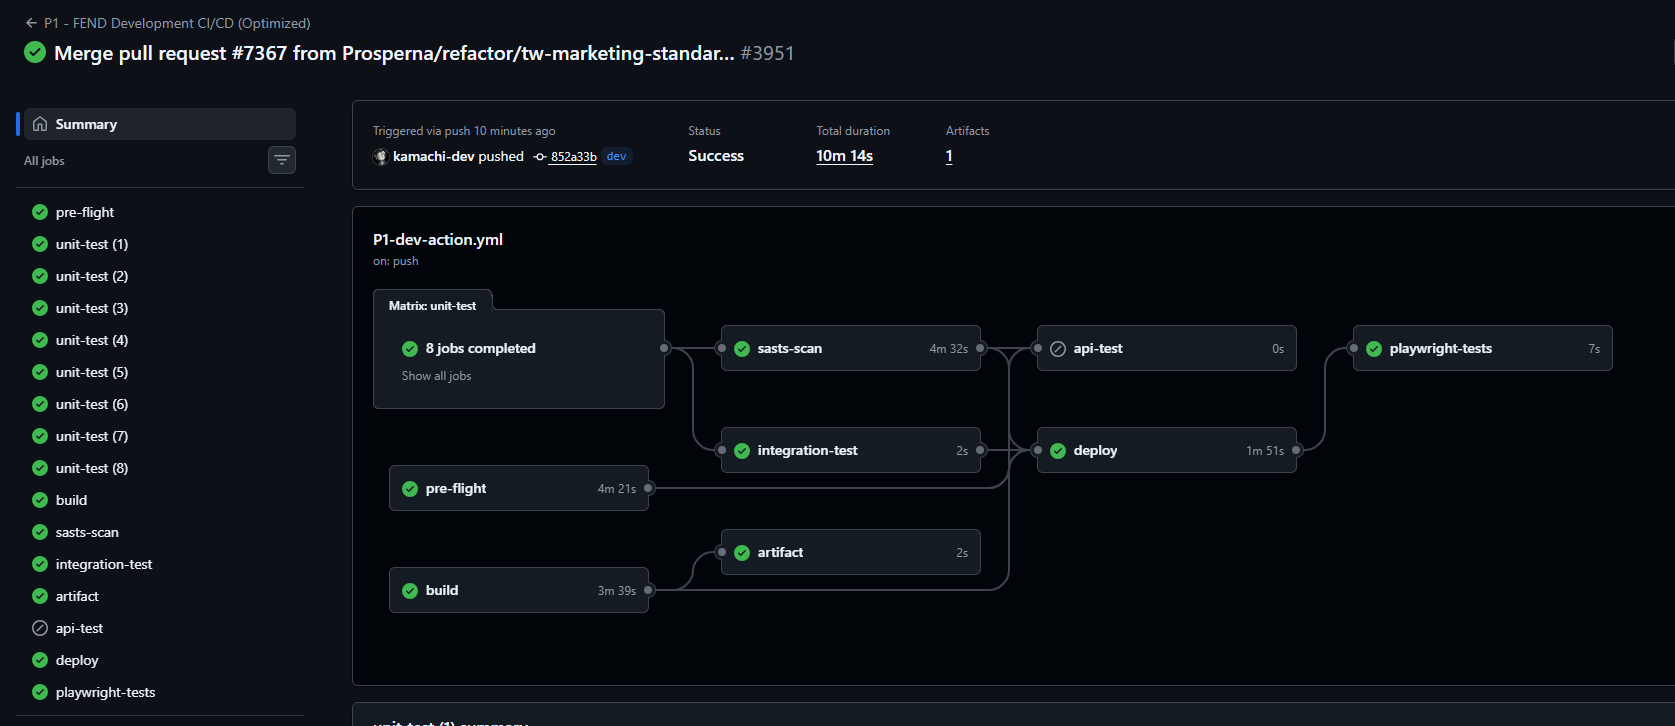 P1 - FEND Development CI/CD (Optimized)
Merge pull request #7367 from Prosperna/refactor/tw-marketing-standar... #3951
Summary
All jobs
pre-flight
unit-test (1)
unit-test (2)
unit-test (3)
unit-test (4)
unit-test (5)
unit-test (6)
unit-test (7)
unit-test (8)
build
sasts-scan
integration-test
artifact
api-test
deploy
playwright-tests
Triggered via push 10 minutes ago
kamachi-dev pushed 852a33b dev
Status
Success
Total duration
10m 14s
Artifacts
1
P1-dev-action.yml
on: push
Matrix: unit-test
8 jobs completed
Show all jobs
sasts-scan 4m 32s
api-test 0s
playwright-tests 7s
integration-test 2s
deploy 1m 51s
pre-flight 4m 21s
artifact 2s
build 3m 39s
unit-test (1) summary